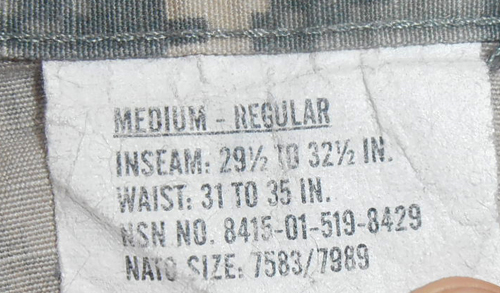 MEDIUM - REGULAR
INSEAM: 29½ TO 32½ IN.
WAIST: 31 TO 35 IN.
NSN NO. 8415-01-519-8429
NATO SIZE: 7583/7989